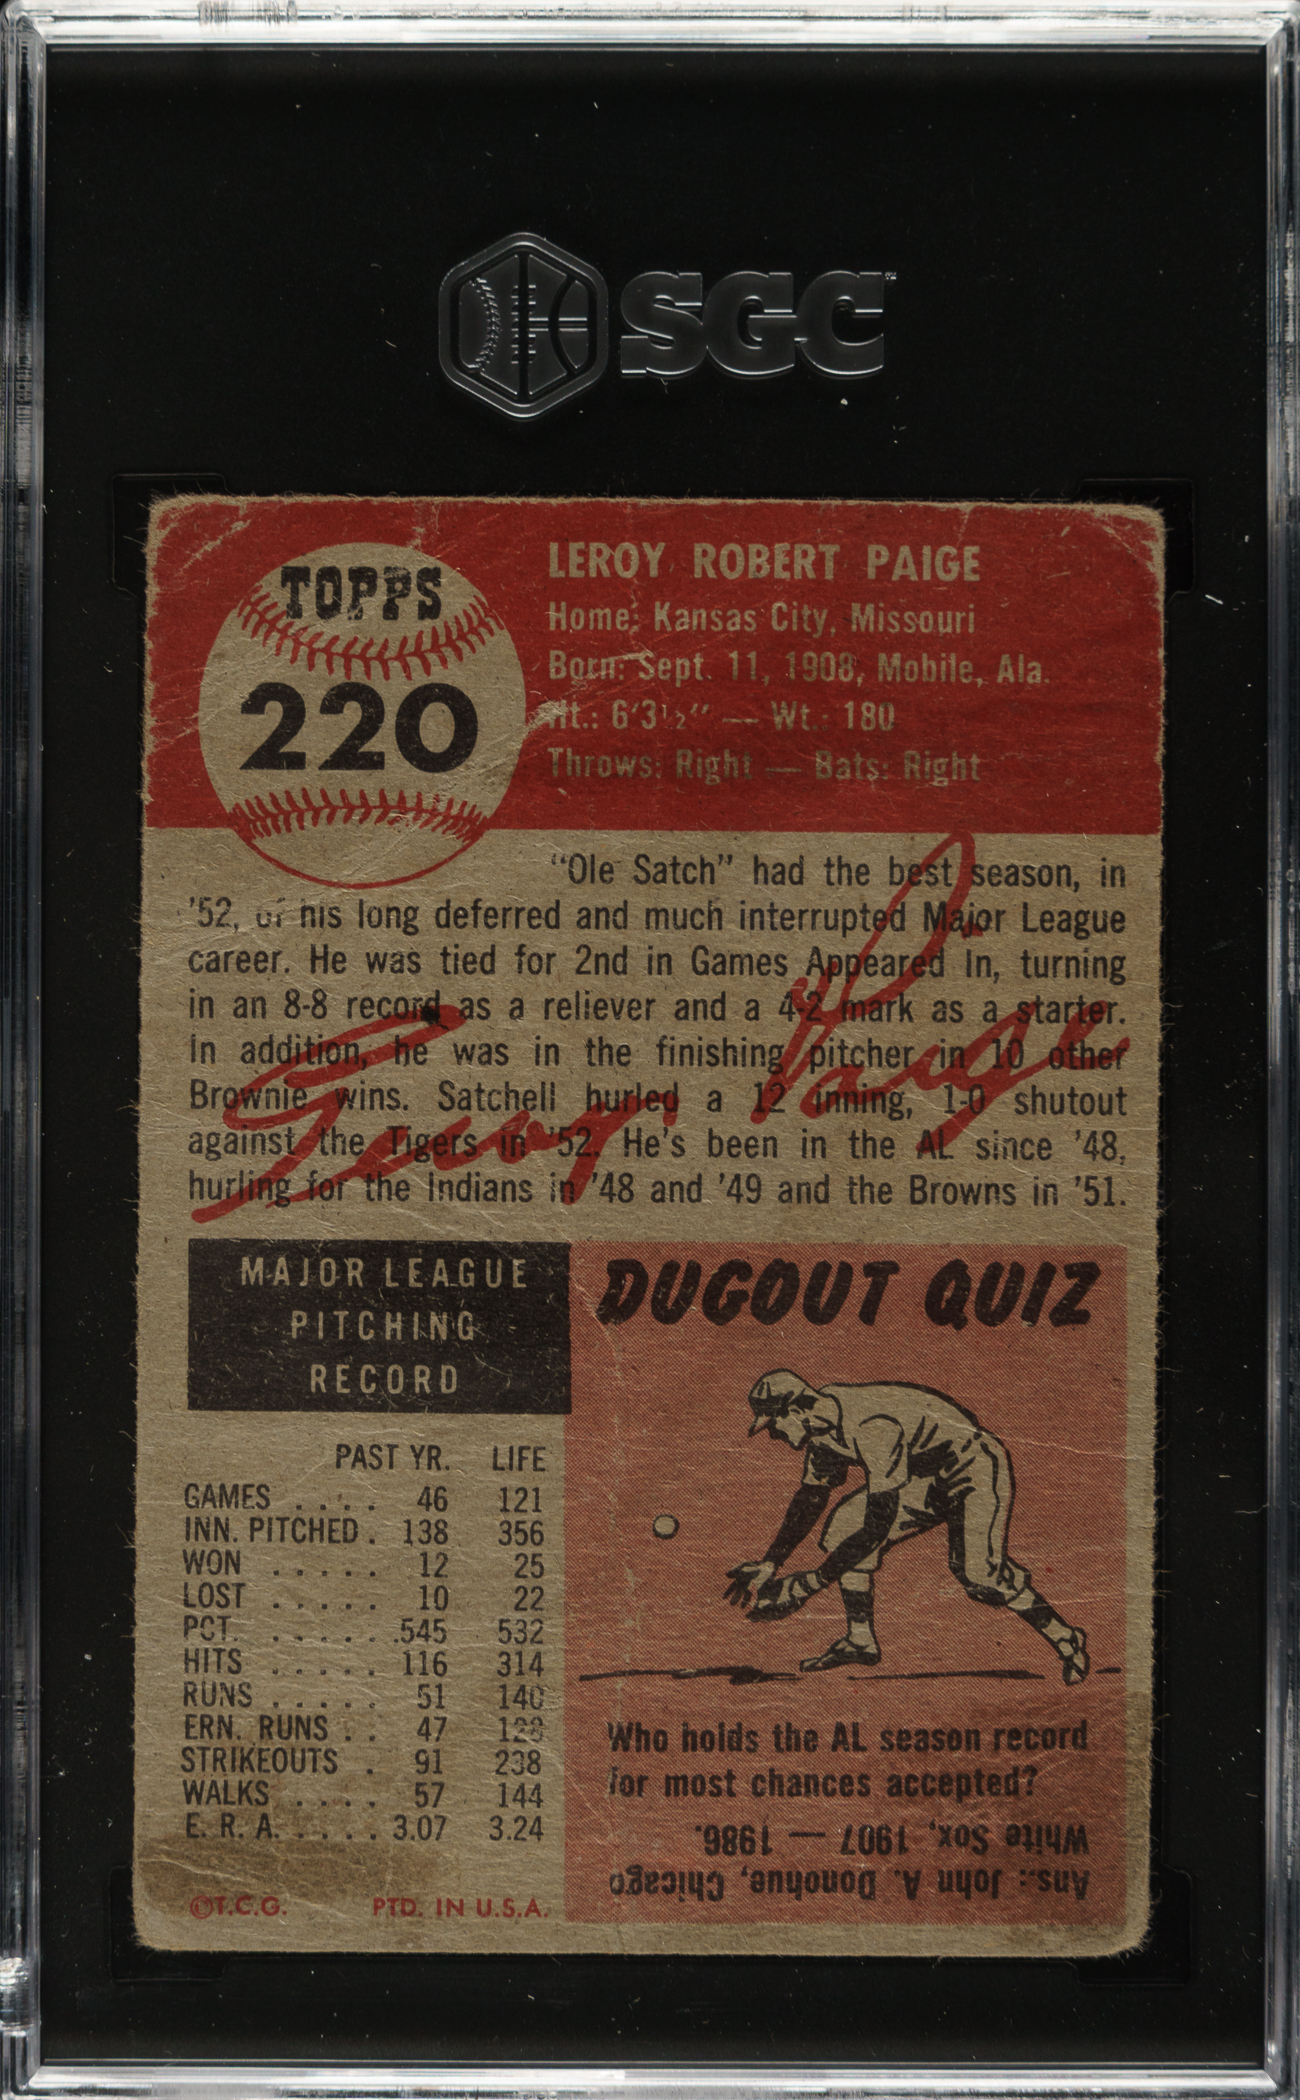 SGC
TOPPS
220
LEROY ROBERT PAIGE
Home: Kansas City, Missouri
Born: Sept. 11, 1908, Mobile, Ala.
Ht.: 6'3½" — Wt.: 180
Throws: Right — Bats: Right
"Ole Satch" had the best season, in
'52, of his long deferred and much interrupted Major League
career. He was tied for 2nd in Games Appeared In, turning
in an 8-8 record as a reliever and a 4-2 mark as a starter.
In addition, he was in the finishing pitcher in 10 other
Brownie wins. Satchell hurled a 12 inning, 1-0 shutout
against the Tigers in '52. He's been in the AL since '48,
hurling for the Indians in '48 and '49 and the Browns in '51.
Leroy Paige
MAJOR LEAGUE
PITCHING
RECORD
PAST YR. LIFE
GAMES . . . . 46 121
INN. PITCHED . 138 356
WON . . . . . 12 25
LOST . . . . . 10 22
PCT. . . . . . .545 532
HITS . . . . . 116 314
RUNS . . . . . 51 140
ERN. RUNS . . 47 128
STRIKEOUTS . 91 238
WALKS . . . . 57 144
E. R. A. . . . . 3.07 3.24
©T.C.G. PTD. IN U.S.A.
DUGOUT QUIZ
Who holds the AL season record
for most chances accepted?
Ans.: John A. Donohue, Chicago
White Sox, 1907 — 1986.